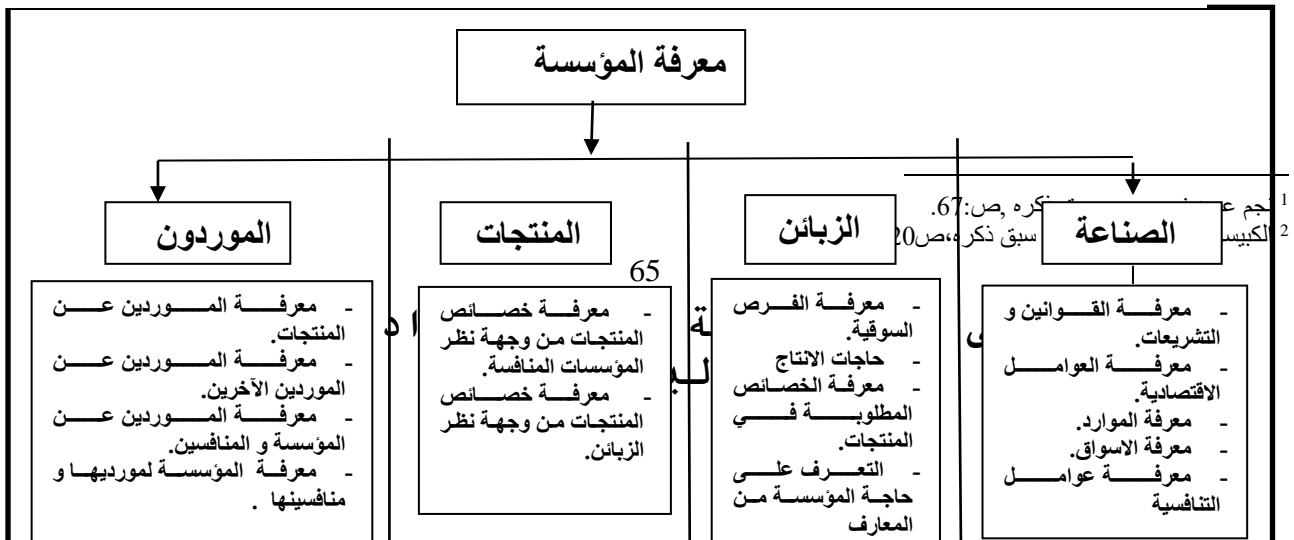 معرفة المؤسسة
الصناعة
الزبائن
المنتجات
الموردون
1
كره ,ص:67.
2
سبق ذكره،ص20
65
- معرفة القوانين و
التشريعات.
- معرفة العوامل
الاقتصادية.
- معرفة الموارد.
- معرفة الاسواق.
- معرفة عوامل
التنافسية
- معرفة الفرص
السوقية.
- حاجات الانتاج
- معرفة الخصائص
المطلوبة في
المنتجات.
- التعرف على
حاجة المؤسسة من
المعارف
- معرفة خصائص
المنتجات من وجهة نظر
المؤسسات المنافسة.
- معرفة خصائص
المنتجات من وجهة نظر
الزبائن.
- معرفة الموردين عن
المنتجات.
- معرفة الموردين عن
الموردين الآخرين.
- معرفة الموردين عن
المؤسسة و المنافسين.
- معرفة المؤسسة لمورديها و
منافسينها .